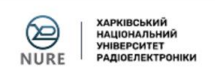 NURE
ХАРКІВСЬКИЙ
НАЦІОНАЛЬНИЙ
УНІВЕРСИТЕТ
РАДІОЕЛЕКТРОНІКИ